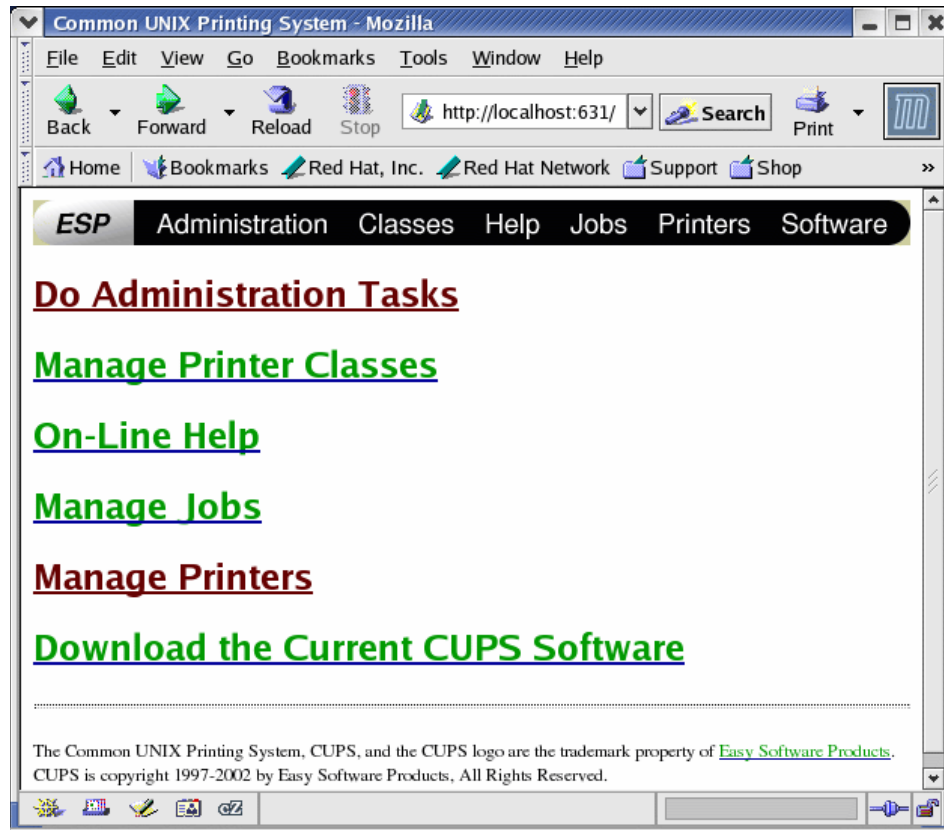 Common UNIX Printing System - Mozilla
File Edit View Go Bookmarks Tools Window Help
Back Forward Reload Stop http://localhost:631/ Search Print
Home Bookmarks Red Hat, Inc. Red Hat Network Support Shop »
ESP Administration Classes Help Jobs Printers Software
Do Administration Tasks
Manage Printer Classes
On-Line Help
Manage Jobs
Manage Printers
Download the Current CUPS Software
The Common UNIX Printing System, CUPS, and the CUPS logo are the trademark property of Easy Software Products.
CUPS is copyright 1997-2002 by Easy Software Products, All Rights Reserved.